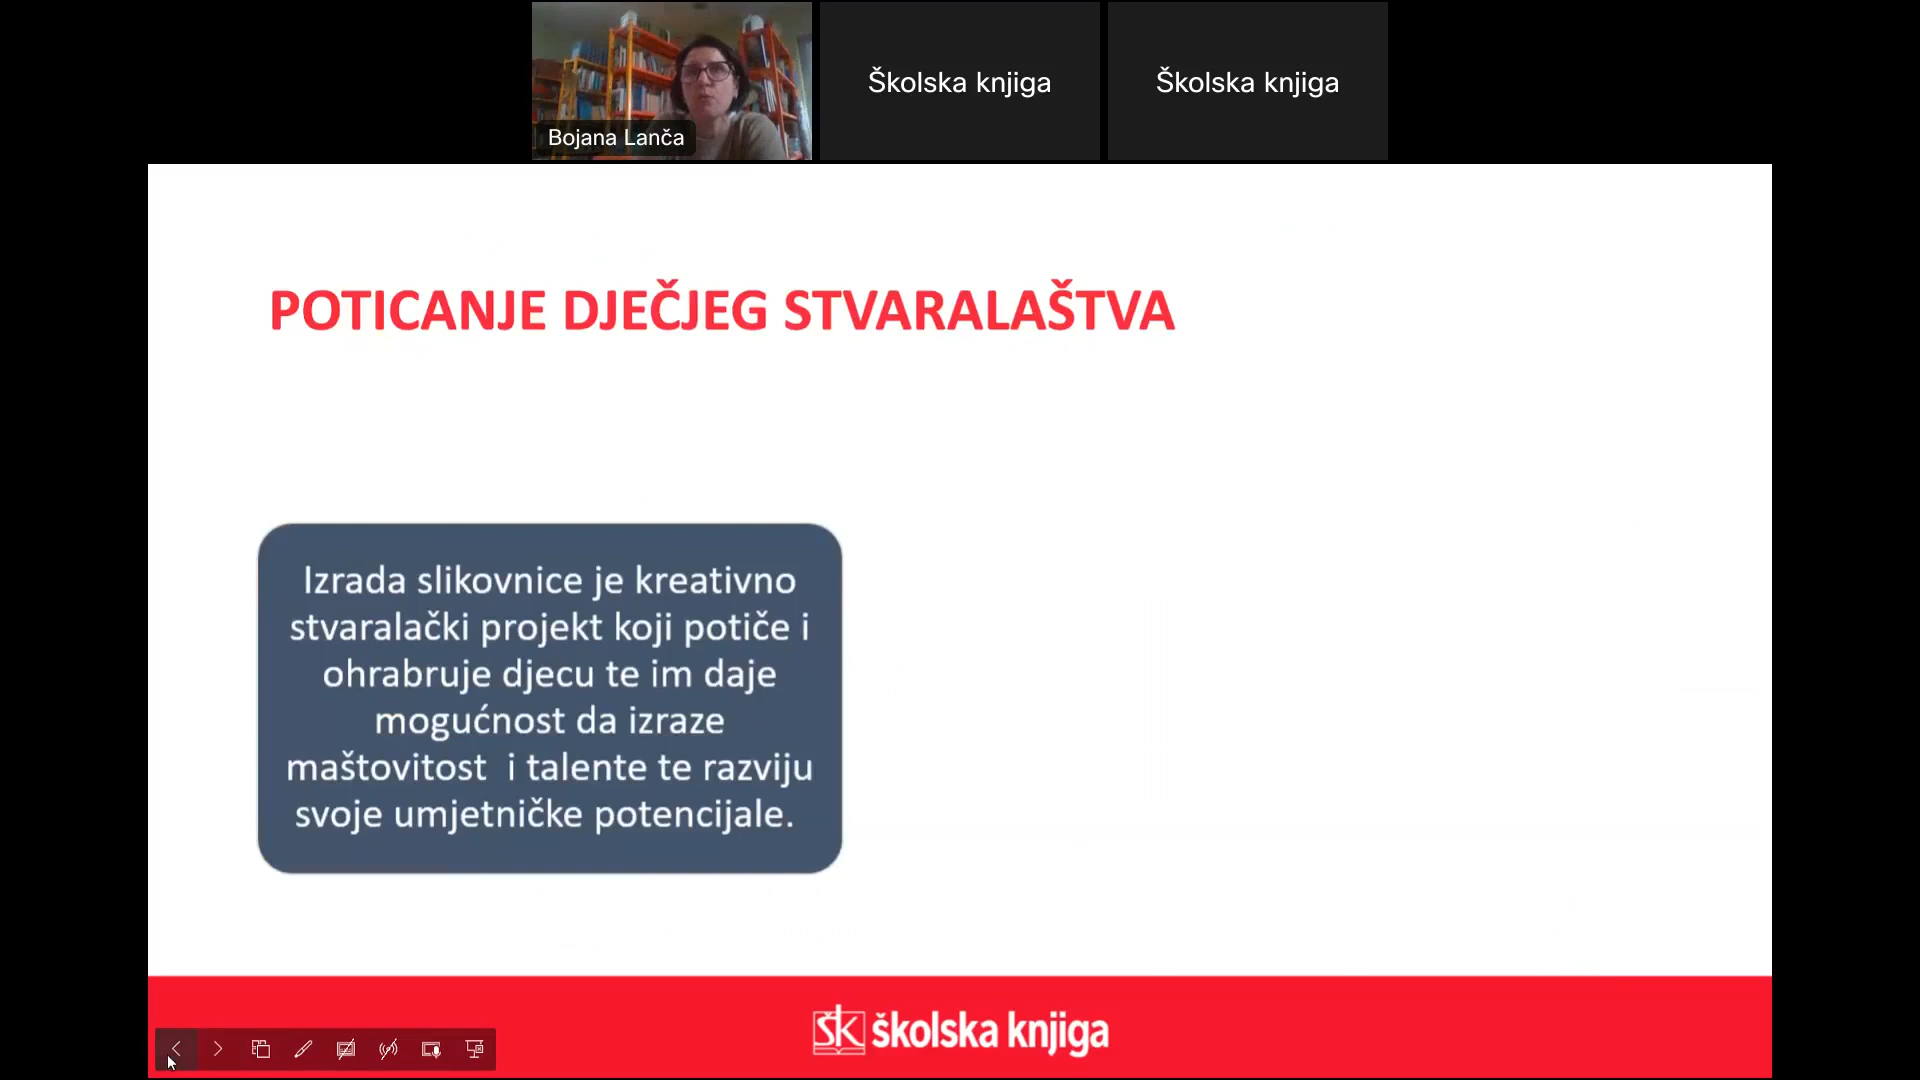 Bojana Lanča
Školska knjiga
Školska knjiga
POTICANJE DJEČJEG STVARALAŠTVA
Izrada slikovnice je kreativno
stvaralački projekt koji potiče i
ohrabruje djecu te im daje
mogućnost da izraze
maštovitost i talente te razviju
svoje umjetničke potencijale.
ŠK školska knjiga